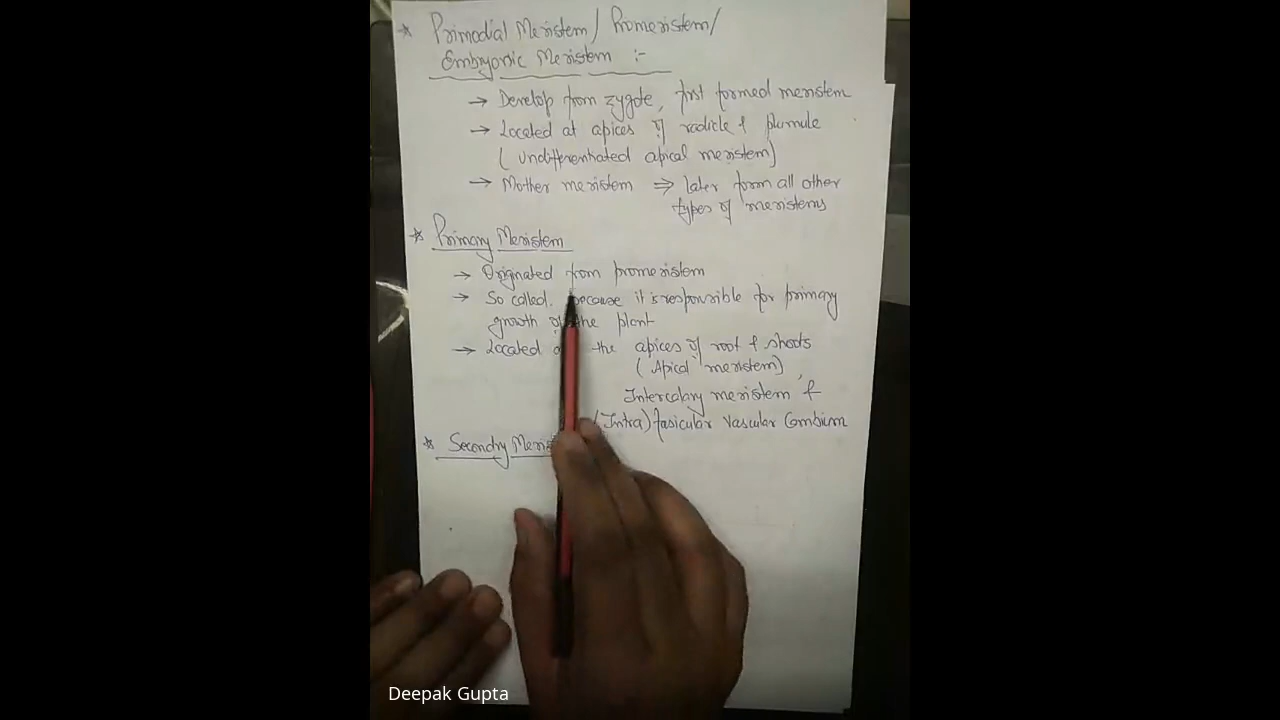 * Primodial Meristem / Promeristem /
Embryonic Meristem :-
→ Develop from zygote, first formed meristem
→ Located at apices of radicle & plumule
( undifferentiated apical meristem )
→ Mother meristem ⇒ Later form all other
types of meristems
* Primary Meristem
→ Originated from promeristem
→ So called. because it is responsible for primary
growth of the plant
→ Located the apices of root & shoots
( Apical meristem ) ,
Intercalary meristem &
(Intra) fasicular vascular Cambium
* Secondry
Deepak Gupta